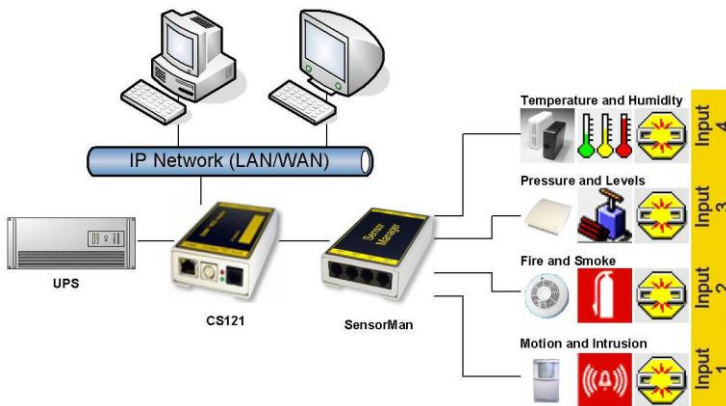 IP Network (LAN/WAN)
UPS
CS121
Sensor
Manager
SensorMan
Temperature and Humidity
Input
4
Pressure and Levels
Input
3
Fire and Smoke
Input
2
Motion and Intrusion
Input
1